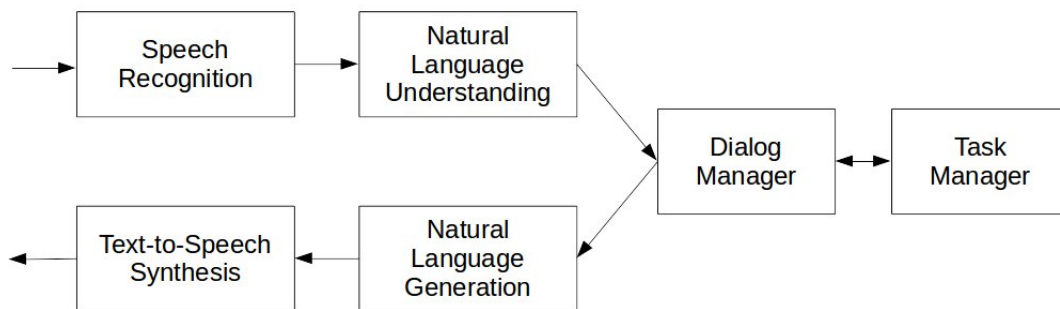 Speech
Recognition
Natural
Language
Understanding
Dialog
Manager
Task
Manager
Text-to-Speech
Synthesis
Natural
Language
Generation